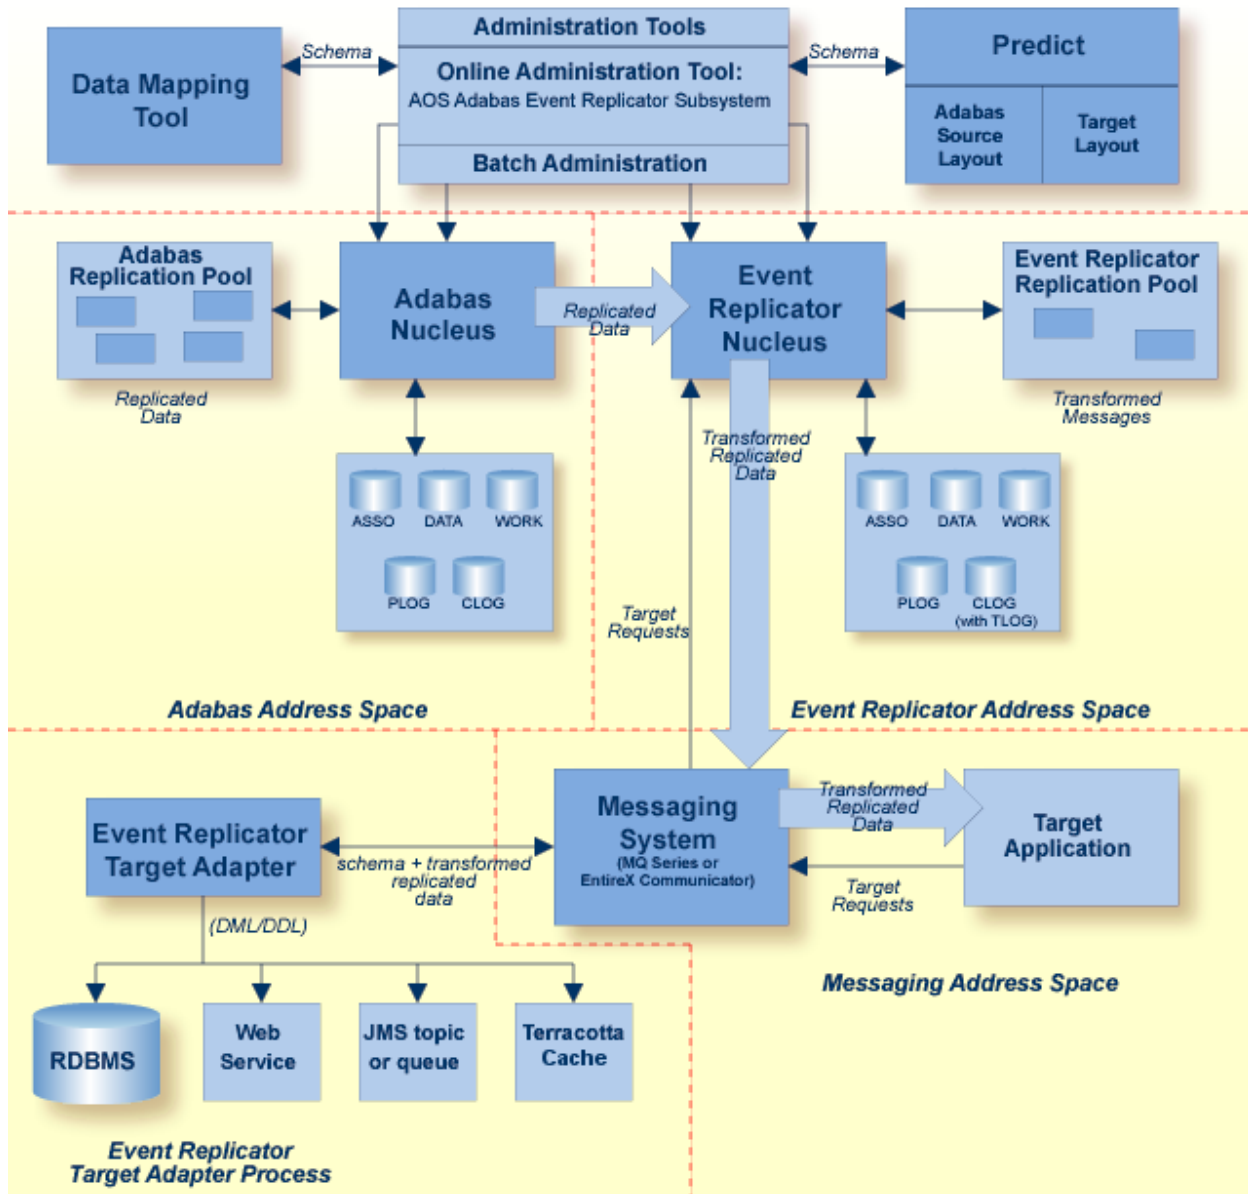 Administration Tools
Schema
Schema
Predict
Data Mapping
Tool
Online Administration Tool:
AOS Adabas Event Replicator Subsystem
Adabas
Source
Layout
Target
Layout
Batch Administration
Adabas
Replication Pool
Adabas
Nucleus
Replicated
Data
Event
Replicator
Nucleus
Event Replicator
Replication Pool
Replicated
Data
Transformed
Messages
Transformed
Replicated
Data
ASSO
DATA
WORK
PLOG
CLOG
ASSO
DATA
WORK
PLOG
CLOG
(with TLOG)
Target
Requests
Adabas Address Space
Event Replicator Address Space
Event Replicator
Target Adapter
schema + transformed
replicated
data
Messaging
System
(MQ Series or
EntireX Communicator)
Transformed
Replicated
Data
Target
Application
Target
Requests
(DML/DDL)
Messaging Address Space
RDBMS
Web
Service
JMS topic
or queue
Terracotta
Cache
Event Replicator
Target Adapter Process